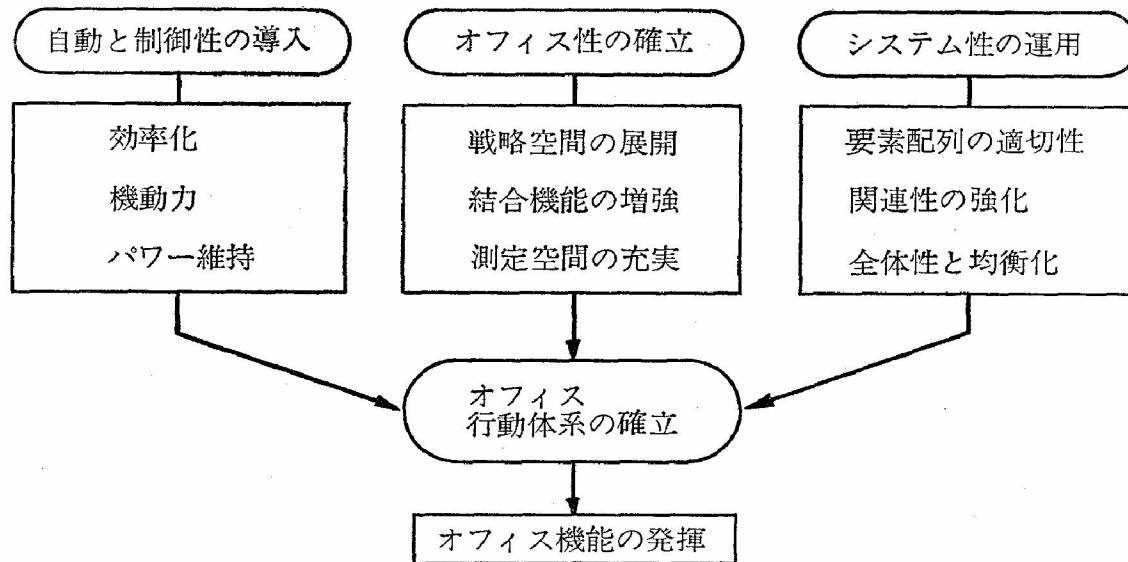 自動と制御性の導入
効率化
機動力
パワー維持
オフィス性の確立
戦略空間の展開
結合機能の増強
測定空間の充実
システム性の運用
要素配列の適切性
関連性の強化
全体性と均衡化
オフィス
行動体系の確立
オフィス機能の発揮